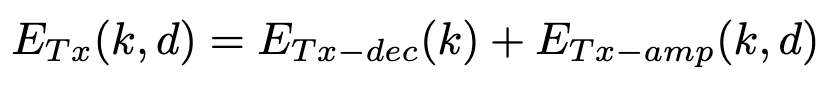 E_{Tx}(k, d) = E_{Tx-dec}(k) + E_{Tx-amp}(k, d)